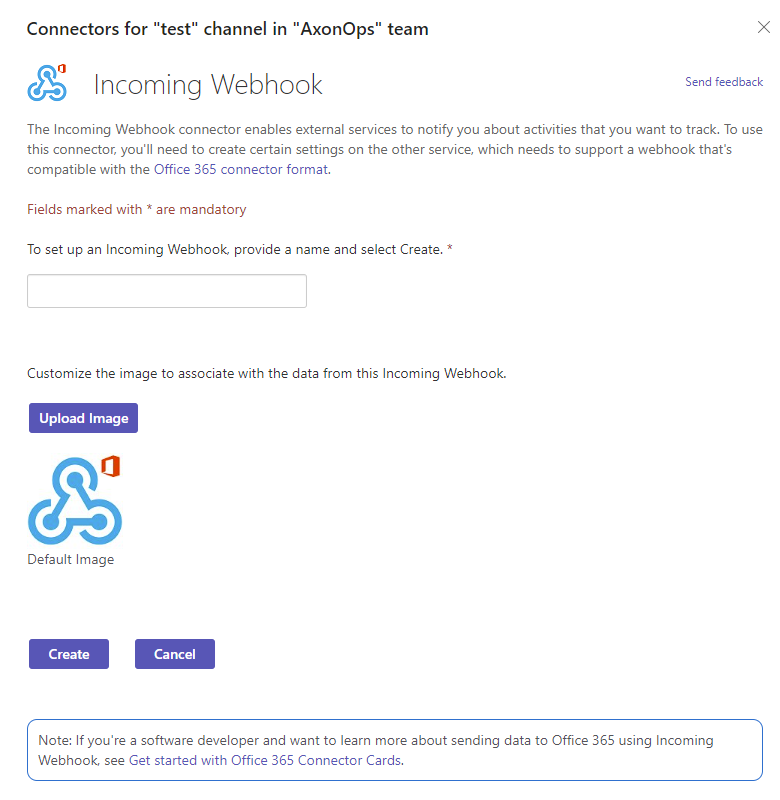 Connectors for "test" channel in "AxonOps" team
Incoming Webhook
Send feedback
The Incoming Webhook connector enables external services to notify you about activities that you want to track. To use
this connector, you'll need to create certain settings on the other service, which needs to support a webhook that's
compatible with the Office 365 connector format.
Fields marked with * are mandatory
To set up an Incoming Webhook, provide a name and select Create. *
Customize the image to associate with the data from this Incoming Webhook.
Upload Image
Default Image
Create
Cancel
Note: If you're a software developer and want to learn more about sending data to Office 365 using Incoming
Webhook, see Get started with Office 365 Connector Cards.